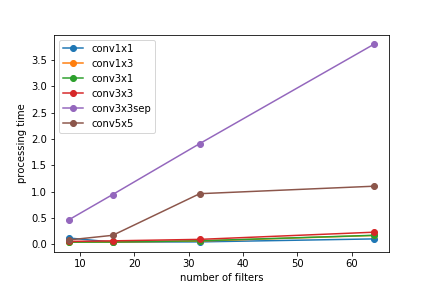 conv1x1
conv1x3
conv3x1
conv3x3
conv3x3sep
conv5x5
processing time
3.5
3.0
2.5
2.0
1.5
1.0
0.5
0.0
10 20 30 40 50 60
number of filters